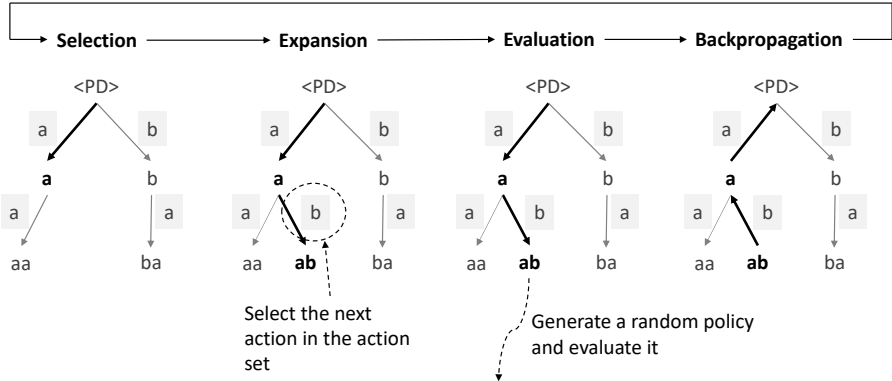 Selection Expansion Evaluation Backpropagation
<PD> <PD> <PD> <PD>
a b a b a b a b
a b a b a b a b
a a a b a a b a a b a
aa ba aa ab ba aa ab ba aa ab ba
Select the next
action in the action
set
Generate a random policy
and evaluate it